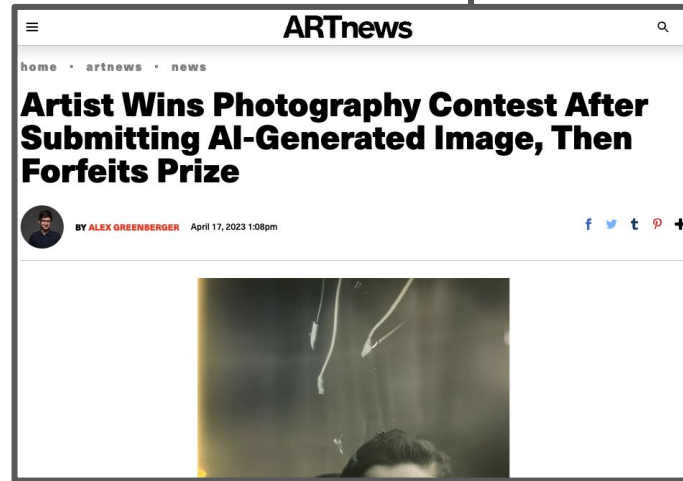 ARTnews
home • artnews • news
Artist Wins Photography Contest After
Submitting AI-Generated Image, Then
Forfeits Prize
BY ALEX GREENBERGER April 17, 2023 1:08pm